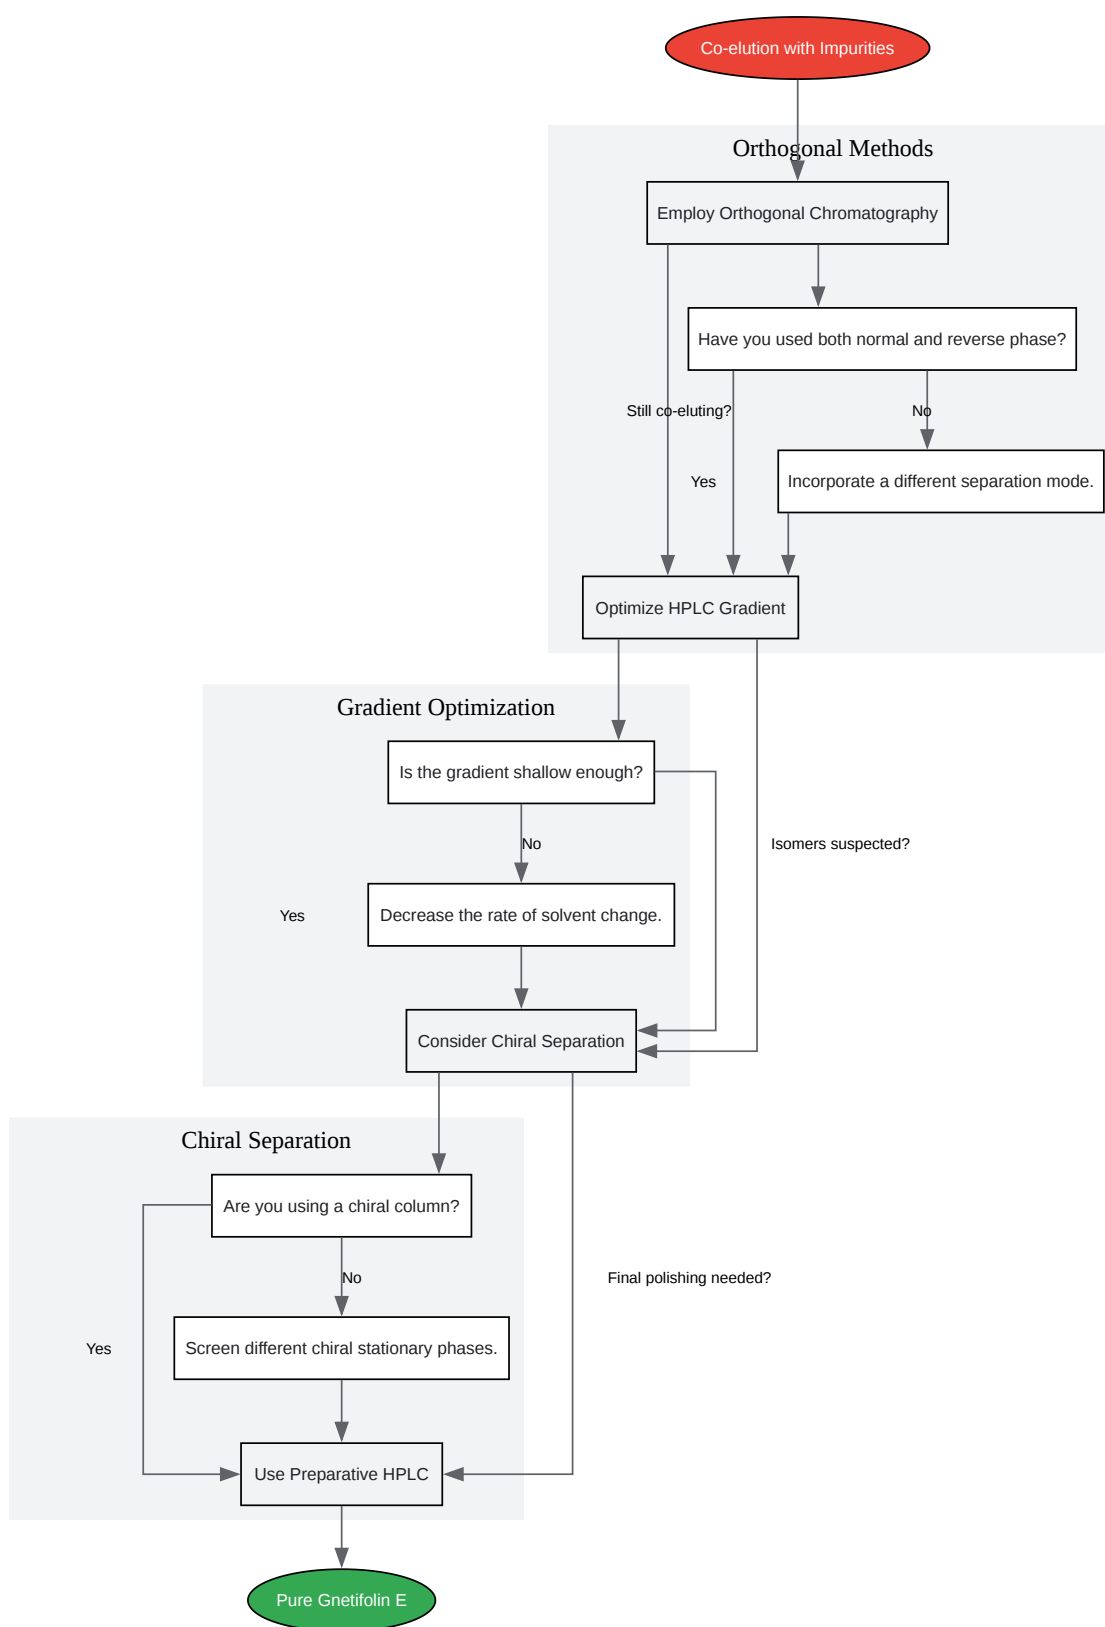 Co-elution with Impurities
Orthogonal Methods
Employ Orthogonal Chromatography
Have you used both normal and reverse phase?
Still co-eluting?
No
Yes
Incorporate a different separation mode.
Optimize HPLC Gradient
Gradient Optimization
Is the gradient shallow enough?
No
Isomers suspected?
Yes
Decrease the rate of solvent change.
Consider Chiral Separation
Chiral Separation
Are you using a chiral column?
No
Final polishing needed?
Yes
Screen different chiral stationary phases.
Use Preparative HPLC
Pure Gnetifolin E